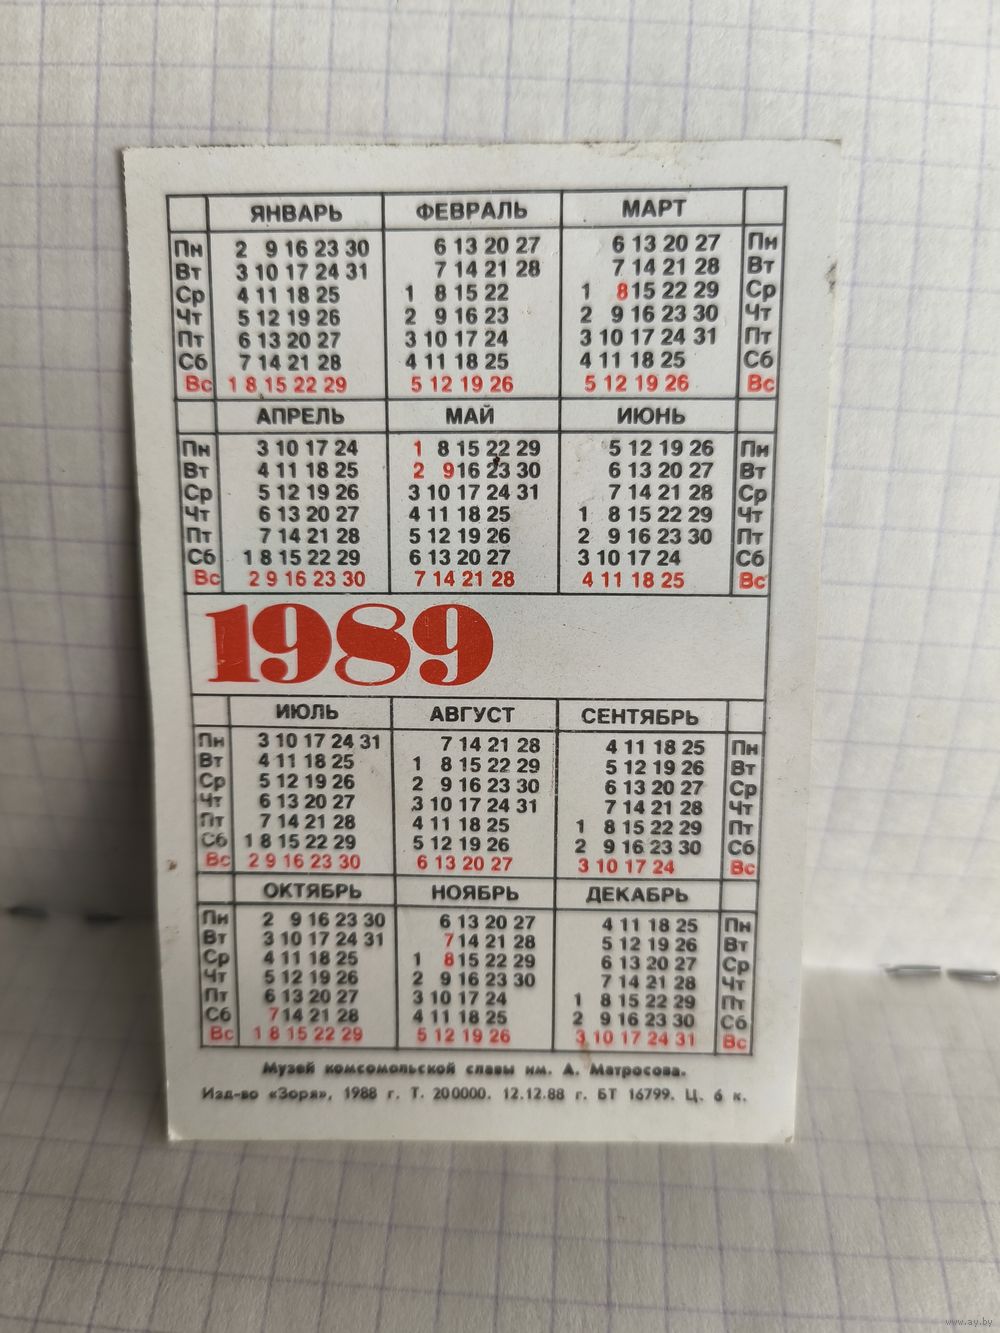 ЯНВАРЬ ФЕВРАЛЬ МАРТ
Пн 2 9 16 23 30 6 13 20 27 6 13 20 27 Пн
Вт 3 10 17 24 31 7 14 21 28 7 14 21 28 Вт
Ср 4 11 18 25 1 8 15 22 1 8 15 22 29 Ср
Чт 5 12 19 26 2 9 16 23 2 9 16 23 30 Чт
Пт 6 13 20 27 3 10 17 24 3 10 17 24 31 Пт
Сб 7 14 21 28 4 11 18 25 4 11 18 25 Сб
Вс 1 8 15 22 29 5 12 19 26 5 12 19 26 Вс
АПРЕЛЬ МАЙ ИЮНЬ
Пн 3 10 17 24 1 8 15 22 29 5 12 19 26 Пн
Вт 4 11 18 25 2 9 16 23 30 6 13 20 27 Вт
Ср 5 12 19 26 3 10 17 24 31 7 14 21 28 Ср
Чт 6 13 20 27 4 11 18 25 1 8 15 22 29 Чт
Пт 7 14 21 28 5 12 19 26 2 9 16 23 30 Пт
Сб 1 8 15 22 29 6 13 20 27 3 10 17 24 Сб
Вс 2 9 16 23 30 7 14 21 28 4 11 18 25 Вс
1989
ИЮЛЬ АВГУСТ СЕНТЯБРЬ
Пн 3 10 17 24 31 7 14 21 28 4 11 18 25 Пн
Вт 4 11 18 25 1 8 15 22 29 5 12 19 26 Вт
Ср 5 12 19 26 2 9 16 23 30 6 13 20 27 Ср
Чт 6 13 20 27 3 10 17 24 31 7 14 21 28 Чт
Пт 7 14 21 28 4 11 18 25 1 8 15 22 29 Пт
Сб 1 8 15 22 29 5 12 19 26 2 9 16 23 30 Сб
Вс 2 9 16 23 30 6 13 20 27 3 10 17 24 Вс
ОКТЯБРЬ НОЯБРЬ ДЕКАБРЬ
Пн 2 9 16 23 30 6 13 20 27 4 11 18 25 Пн
Вт 3 10 17 24 31 7 14 21 28 5 12 19 26 Вт
Ср 4 11 18 25 1 8 15 22 29 6 13 20 27 Ср
Чт 5 12 19 26 2 9 16 23 30 7 14 21 28 Чт
Пт 6 13 20 27 3 10 17 24 1 8 15 22 29 Пт
Сб 7 14 21 28 4 11 18 25 2 9 16 23 30 Сб
Вс 1 8 15 22 29 5 12 19 26 3 10 17 24 31 Вс
Музей комсомольской славы им. А. Матросова.
Изд-во «Зоря», 1988 г. Т. 200000. 12.12.88 г. БТ 16799. Ц. 6 к.
www.ay.by